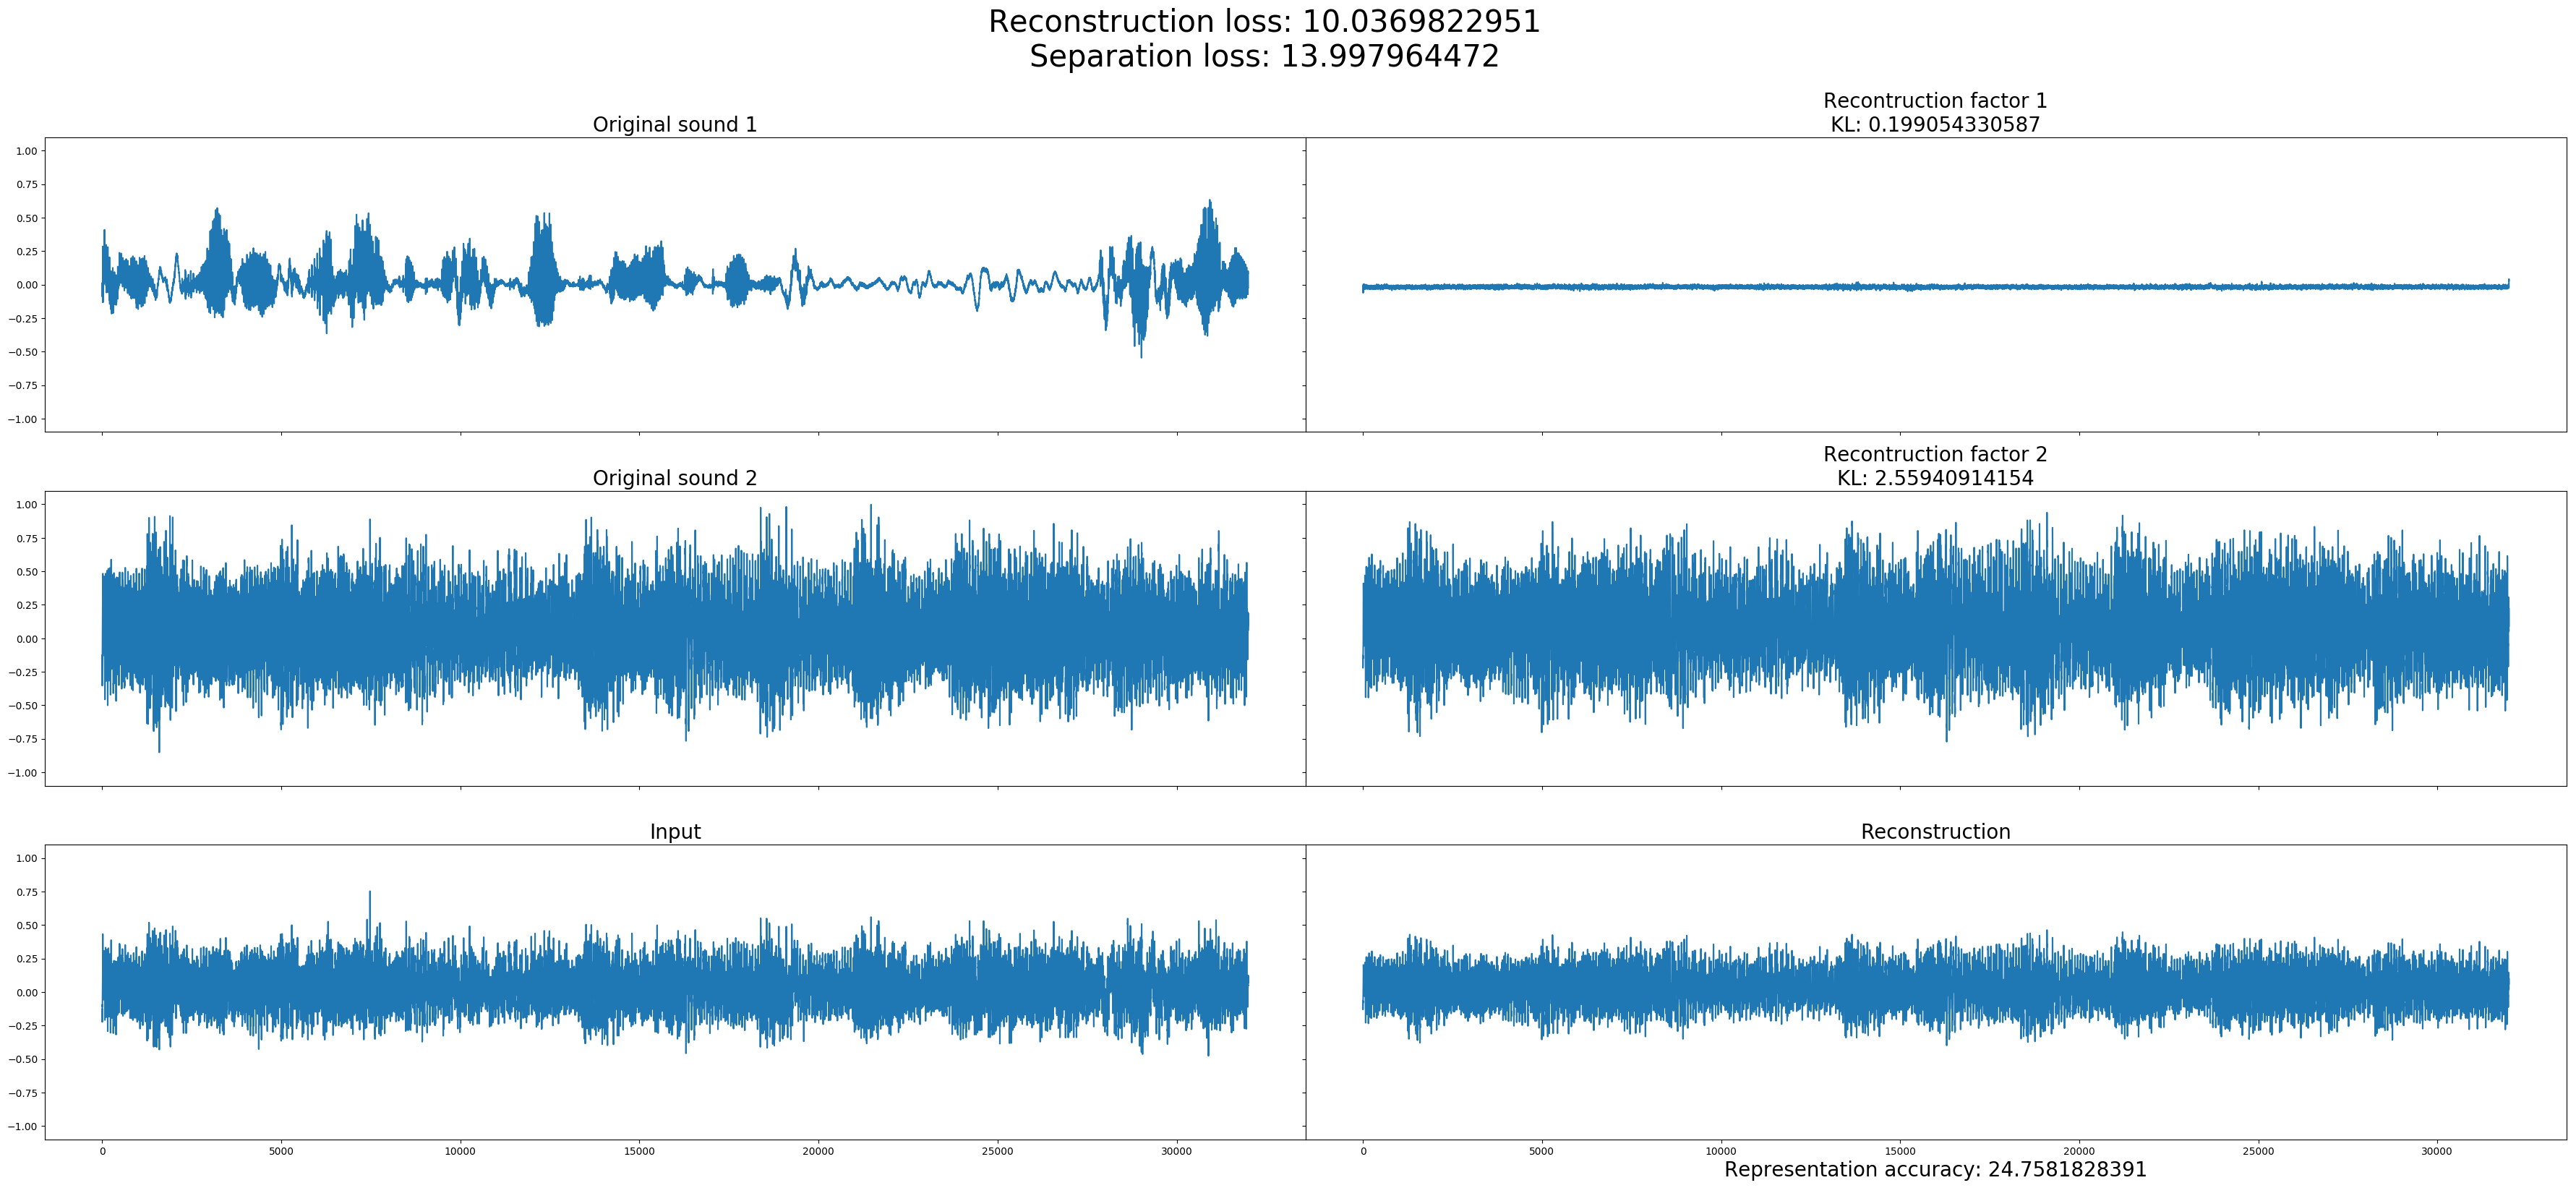 Reconstruction loss: 10.0369822951
Separation loss: 13.997964472
Original sound 1
Recontruction factor 1
KL: 0.199054330587
1.00
0.75
0.50
0.25
0.00
−0.25
−0.50
−0.75
−1.00
0 5000 10000 15000 20000 25000 30000
Original sound 2
Recontruction factor 2
KL: 2.55940914154
1.00
0.75
0.50
0.25
0.00
−0.25
−0.50
−0.75
−1.00
Input
Reconstruction
1.00
0.75
0.50
0.25
0.00
−0.25
−0.50
−0.75
−1.00
0 5000 10000 15000 20000 25000 30000
Representation accuracy: 24.7581828391